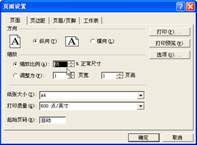 页面设置
页面 页边距 页眉/页脚 工作表
方向
A 纵向(T) A 横向(L)
打印(P)...
打印预览(W)
选项(O)...
缩放
缩放比例(A): % 正常尺寸
调整为(F): 1 页宽 1 页高
纸张大小(Z): A4
打印质量(Q): 600 点/英寸
起始页码(R): 自动
确定 取消